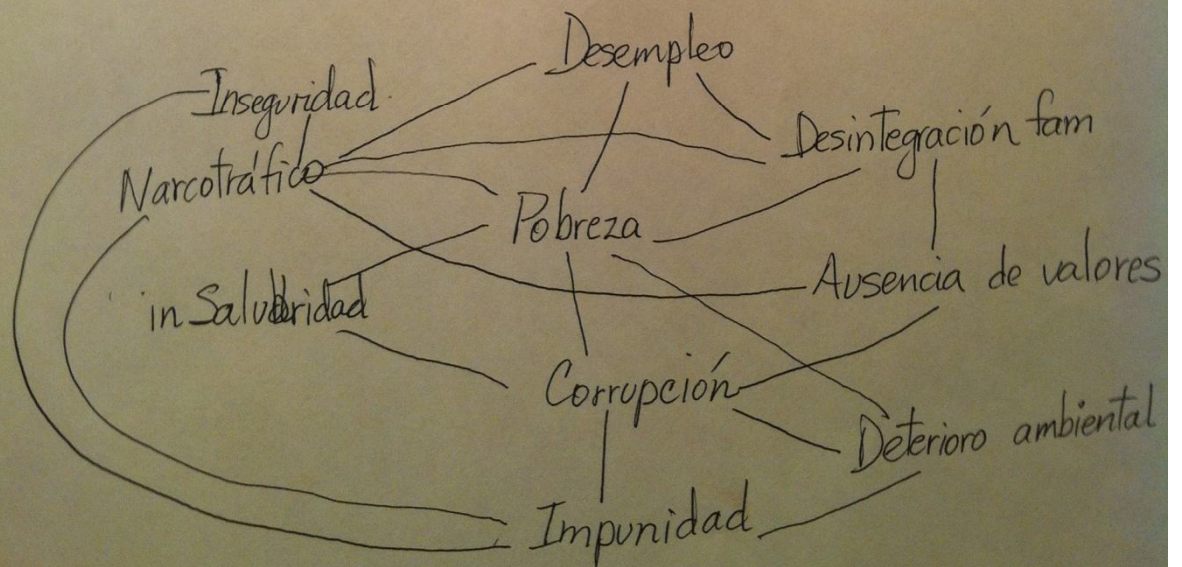 Desempleo
Inseguridad
Desintegración fam
Narcotráfico
Pobreza
Ausencia de valores
in Salubridad
Corrupción
Deterioro ambiental
Impunidad